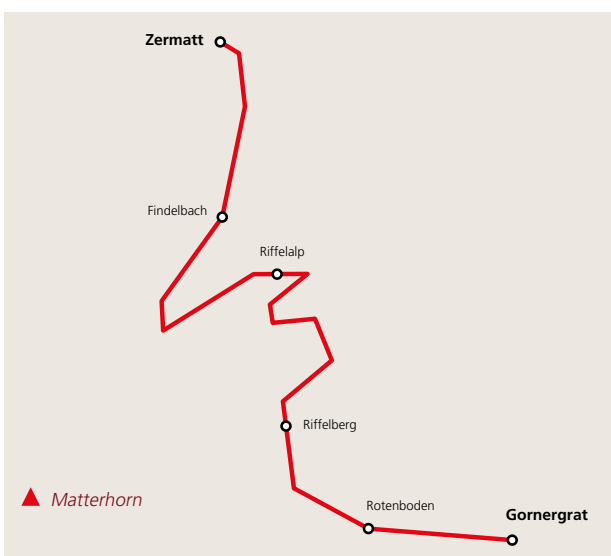 Zermatt
Findelbach
Riffelalp
Riffelberg
Matterhorn
Rotenboden
Gornergrat